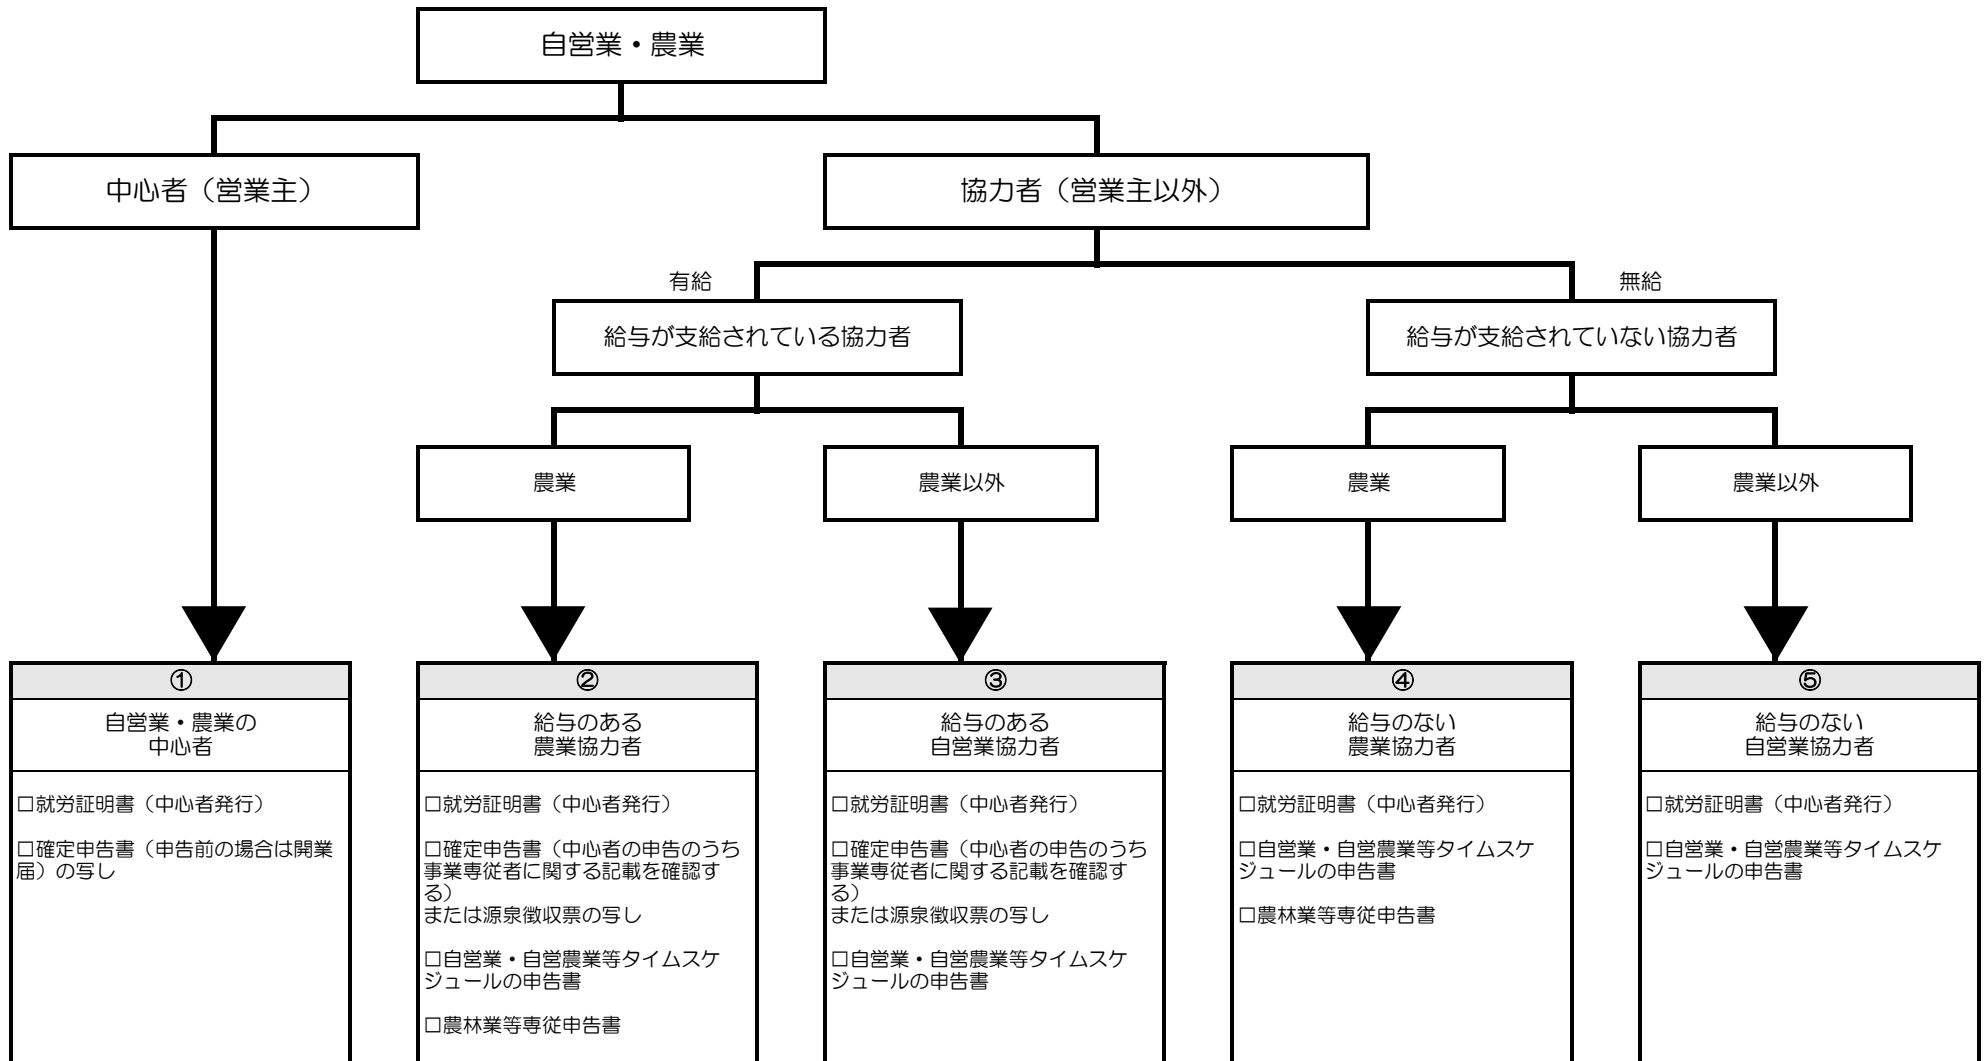 自営業・農業
中心者（営業主）
協力者（営業主以外）
有給
無給
給与が支給されている協力者
給与が支給されていない協力者
農業
農業以外
農業
農業以外
①
自営業・農業の
中心者
□就労証明書（中心者発行）
□確定申告書（申告前の場合は開業
届）の写し
②
給与のある
農業協力者
□就労証明書（中心者発行）
□確定申告書（中心者の申告のうち
事業専従者に関する記載を確認す
る）
または源泉徴収票の写し
□自営業・自営農業等タイムスケ
ジュールの申告書
□農林業等専従申告書
③
給与のある
自営業協力者
□就労証明書（中心者発行）
□確定申告書（中心者の申告のうち
事業専従者に関する記載を確認す
る）
または源泉徴収票の写し
□自営業・自営農業等タイムスケ
ジュールの申告書
④
給与のない
農業協力者
□就労証明書（中心者発行）
□自営業・自営農業等タイムスケ
ジュールの申告書
□農林業等専従申告書
⑤
給与のない
自営業協力者
□就労証明書（中心者発行）
□自営業・自営農業等タイムスケ
ジュールの申告書